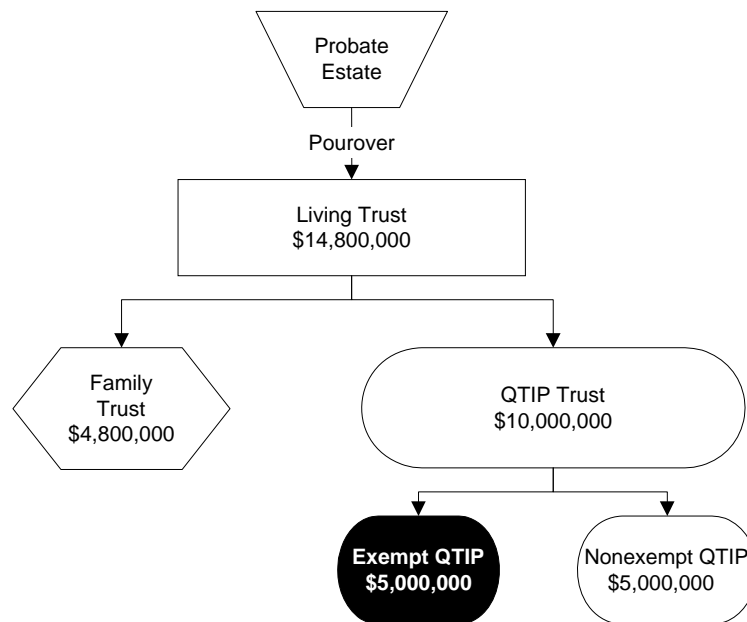 Probate
Estate
Pourover
Living Trust
$14,800,000
Family
Trust
$4,800,000
QTIP Trust
$10,000,000
Exempt QTIP
$5,000,000
Nonexempt QTIP
$5,000,000